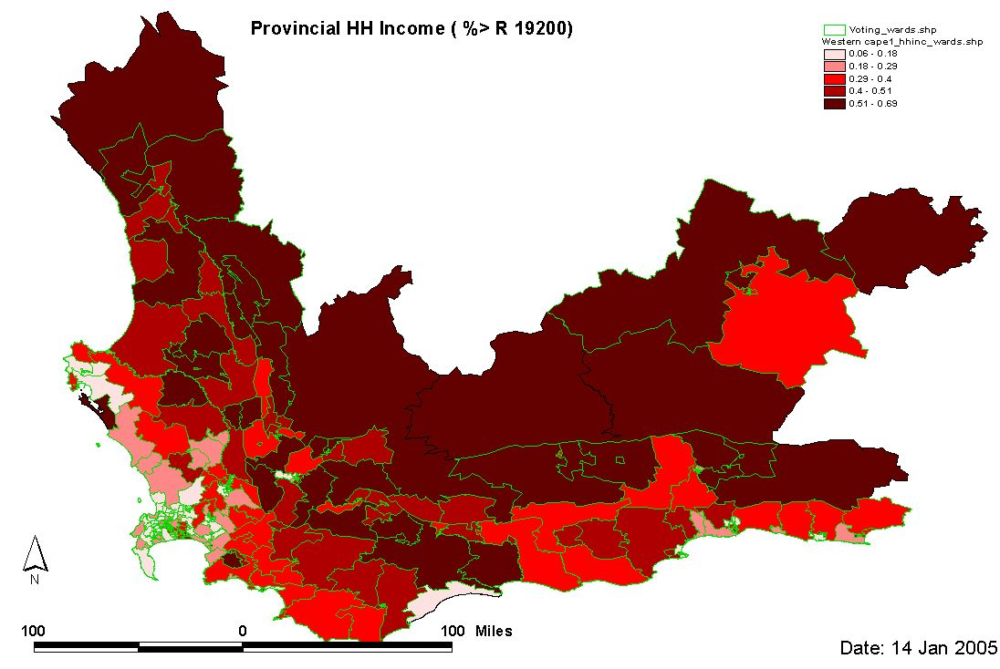 Provincial HH Income ( %> R 19200)
Voting_wards.shp
Western cape1_hhinc_wards.shp
0.06 - 0.18
0.18 - 0.29
0.29 - 0.4
0.4 - 0.51
0.51 - 0.69
N
100 0 100 Miles
Date: 14 Jan 2005